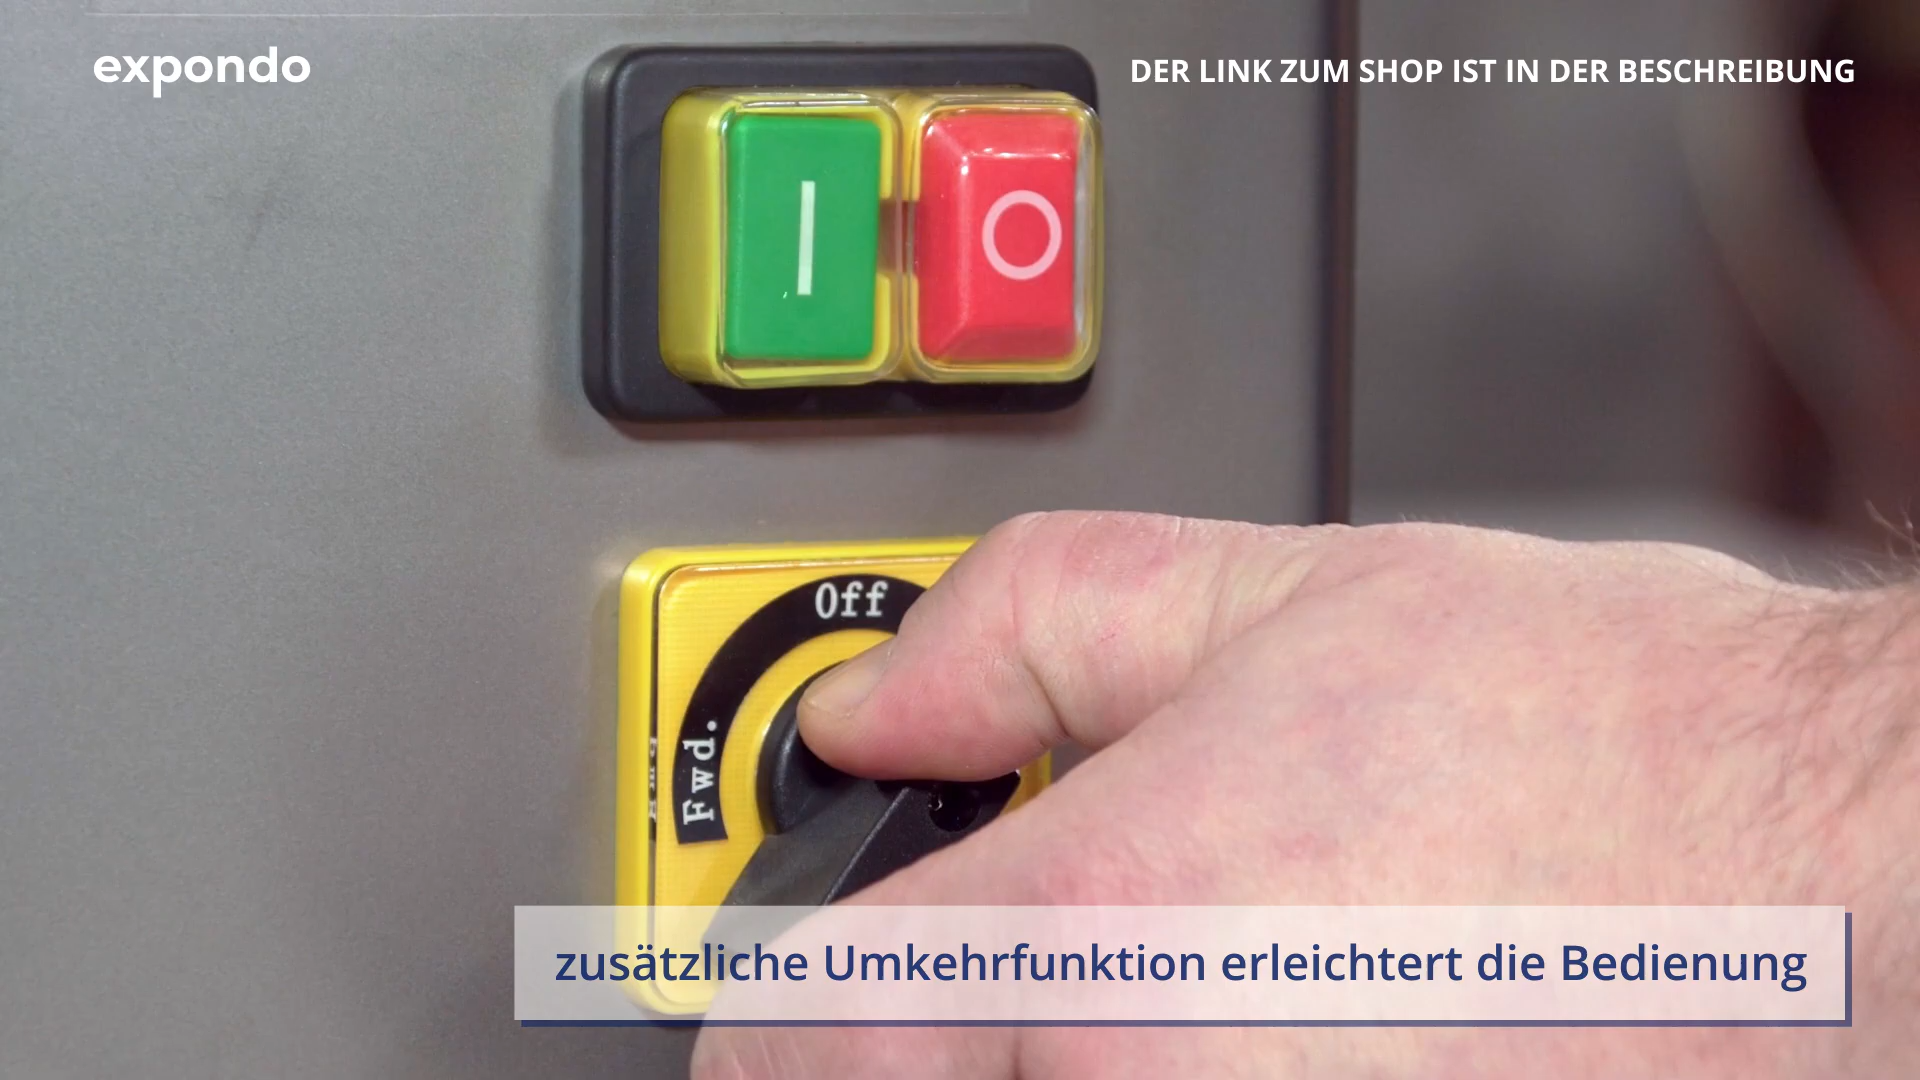 expondo
DER LINK ZUM SHOP IST IN DER BESCHREIBUNG
I
O
Off
Fwd.
zusätzliche Umkehrfunktion erleichtert die Bedienung